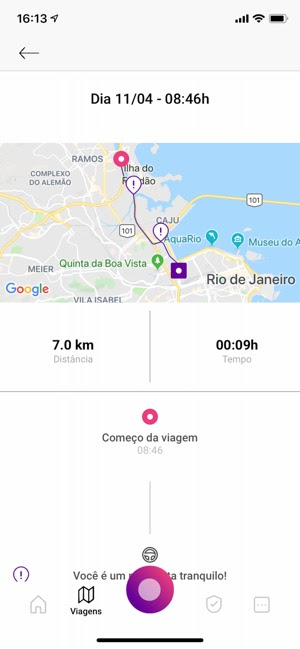 16:13
Dia 11/04 - 08:46h
RAMOS
Ilha do
COMPLEXO
DO ALEMÃO
101
CAJU
101
AquaRio
Museu do A
MEIER
Quinta da Boa Vista
Rio de Janeiro
Google
VILA ISABEL
7.0 km
00:09h
Distância
Tempo
Começo da viagem
08:46
Você é um
ta tranquilo!
Viagens